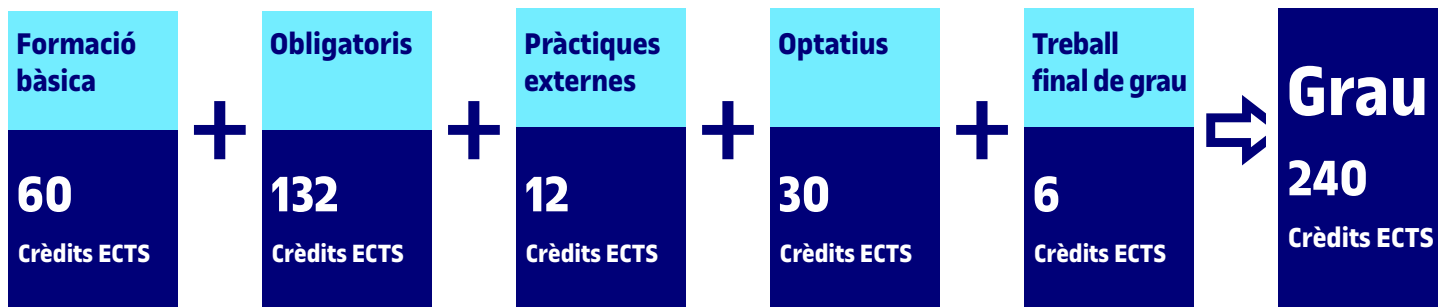 Formació
bàsica
60
Crèdits ECTS
+
Obligatoris
132
Crèdits ECTS
+
Pràctiques
externes
12
Crèdits ECTS
+
Optatius
30
Crèdits ECTS
+
Treball
final de grau
6
Crèdits ECTS
Grau
240
Crèdits ECTS